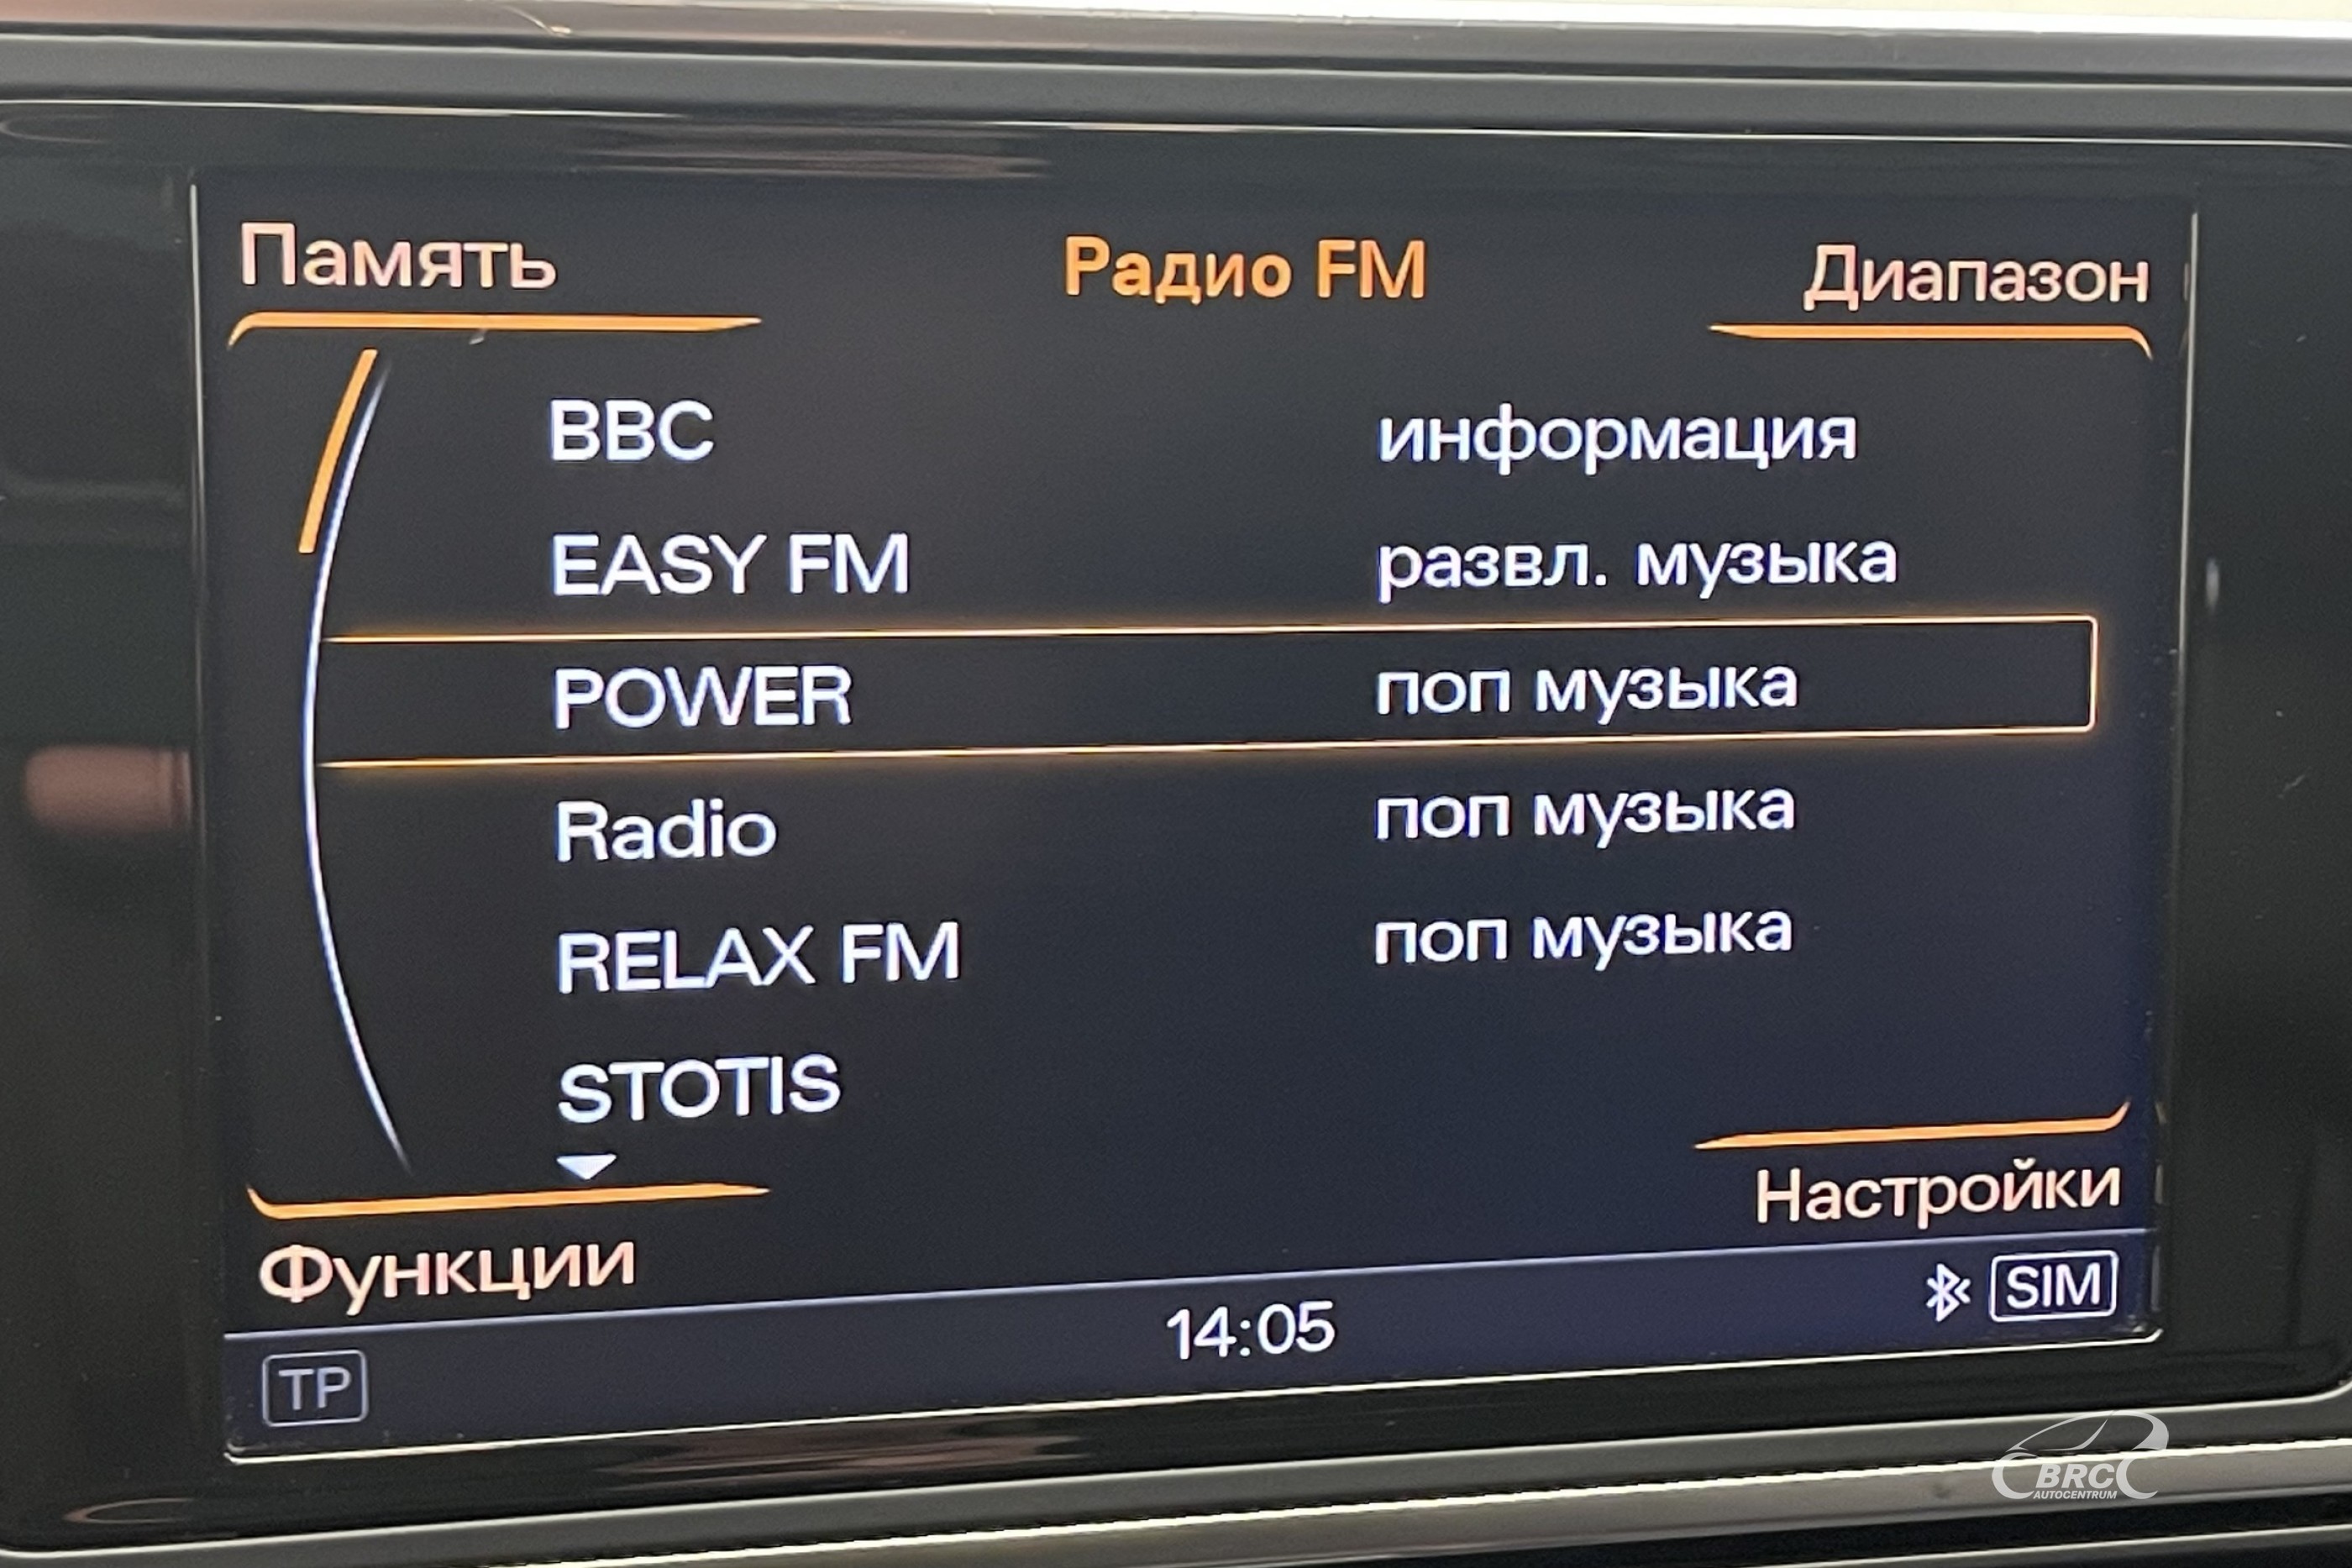 Память Радио FM Диапазон
BBC информация
EASY FM развл. музыка
POWER поп музыка
Radio поп музыка
RELAX FM поп музыка
STOTIS
Настройки
Функции
TP 14:05 SIM
BRC
AUTOCENTRUM